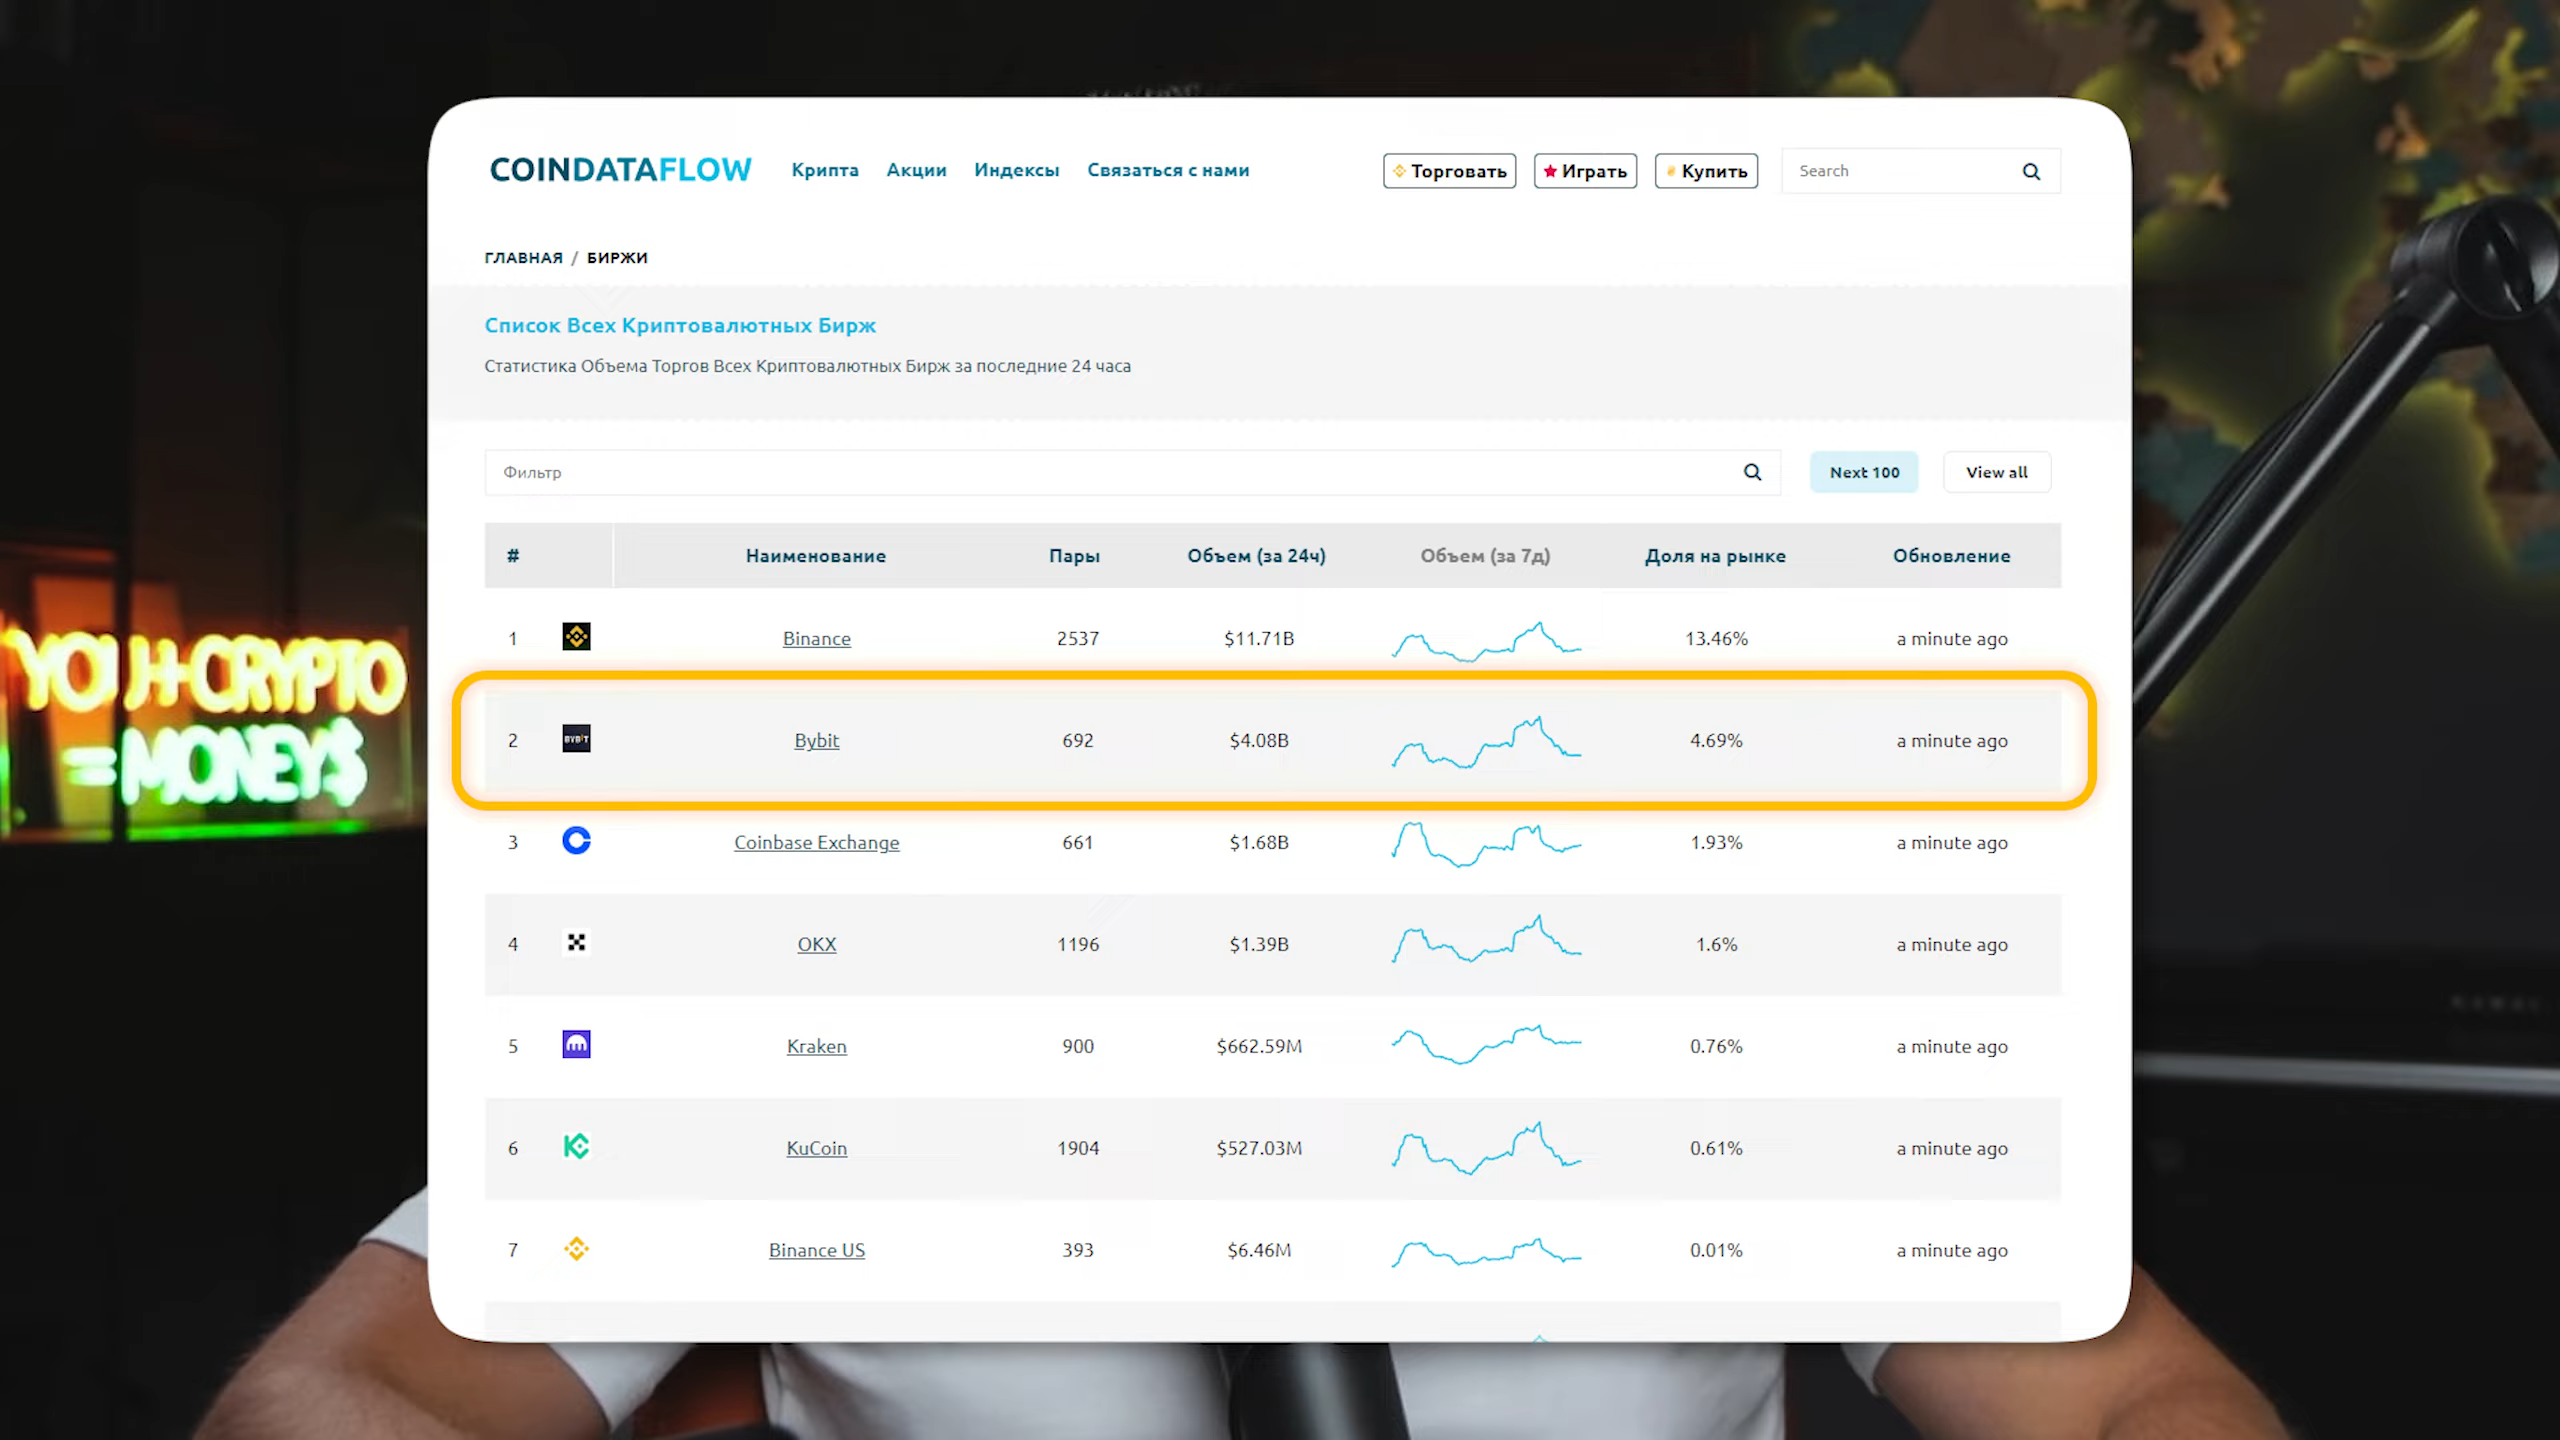 COINDATAFLOW Крипта Акции Индексы Связаться с нами Торговать Играть Купить Search
ГЛАВНАЯ / БИРЖИ
Список Всех Криптовалютных Бирж
Статистика Объема Торгов Всех Криптовалютных Бирж за последние 24 часа
Фильтр Next 100 View all
# Наименование Пары Объем (за 24ч) Объем (за 7д) Доля на рынке Обновление
1 Binance 2537 $11.71B 13.46% a minute ago
2 BYBIT Bybit 692 $4.08B 4.69% a minute ago
3 Coinbase Exchange 661 $1.68B 1.93% a minute ago
4 OKX 1196 $1.39B 1.6% a minute ago
5 Kraken 900 $662.59M 0.76% a minute ago
6 KuCoin 1904 $527.03M 0.61% a minute ago
7 Binance US 393 $6.46M 0.01% a minute ago
YOU+CRYPTO
=MONEY$